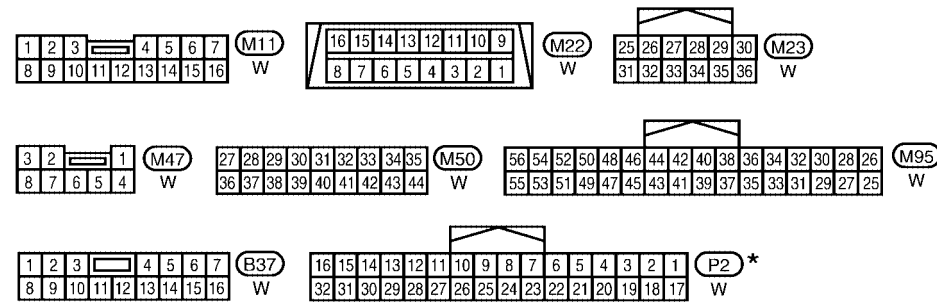 1 2 3 4 5 6 7 M11
8 9 10 11 12 13 14 15 16 W
16 15 14 13 12 11 10 9 M22
8 7 6 5 4 3 2 1 W
25 26 27 28 29 30 M23
31 32 33 34 35 36 W
3 2 1 M47
8 7 6 5 4 W
27 28 29 30 31 32 33 34 35 M50
36 37 38 39 40 41 42 43 44 W
56 54 52 50 48 46 44 42 40 38 36 34 32 30 28 26 M95
55 53 51 49 47 45 43 41 39 37 35 33 31 29 27 25 W
1 2 3 4 5 6 7 B37
8 9 10 11 12 13 14 15 16 W
16 15 14 13 12 11 10 9 8 7 6 5 4 3 2 1 P2 *
32 31 30 29 28 27 26 25 24 23 22 21 20 19 18 17 W